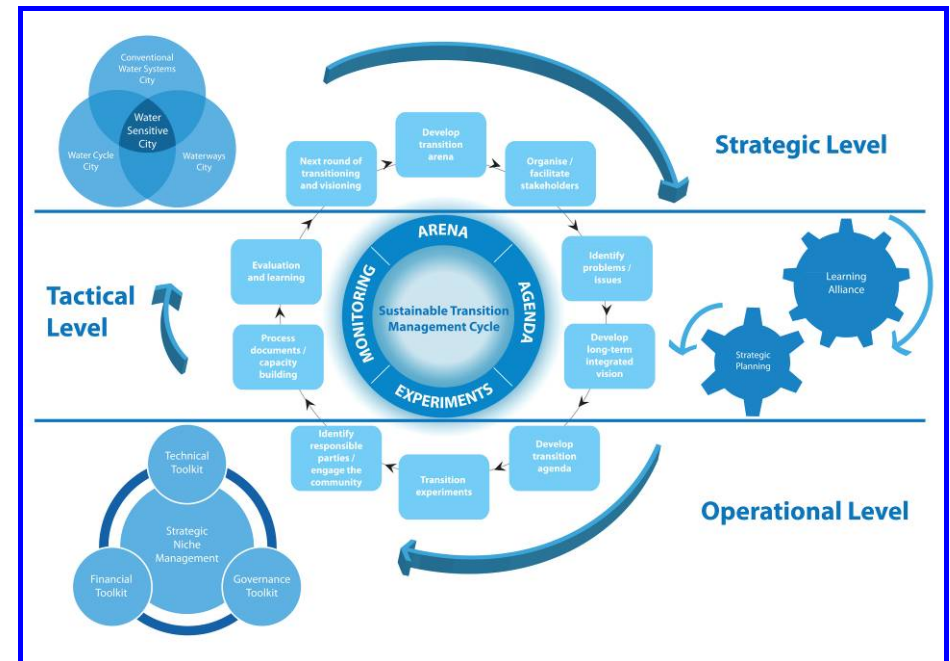 Conventional
Water Systems
City
Water
Sensitive
City
Water Cycle
City
Waterways
City
Strategic Level
Develop
transition
arena
Next round of
transitioning
and visioning
Organise /
facilitate
stakeholders
Tactical
Level
Evaluation
and learning
Process
documents /
capacity
building
ARENA
AGENDA
EXPERIMENTS
MONITORING
Sustainable Transition
Management Cycle
Identify
problems /
issues
Develop
long-term
integrated
vision
Learning
Alliance
Strategic
Planning
Identify
responsible
parties /
engage the
community
Transition
experiments
Develop
transition
agenda
Operational Level
Technical
Toolkit
Strategic
Niche
Management
Financial
Toolkit
Governance
Toolkit